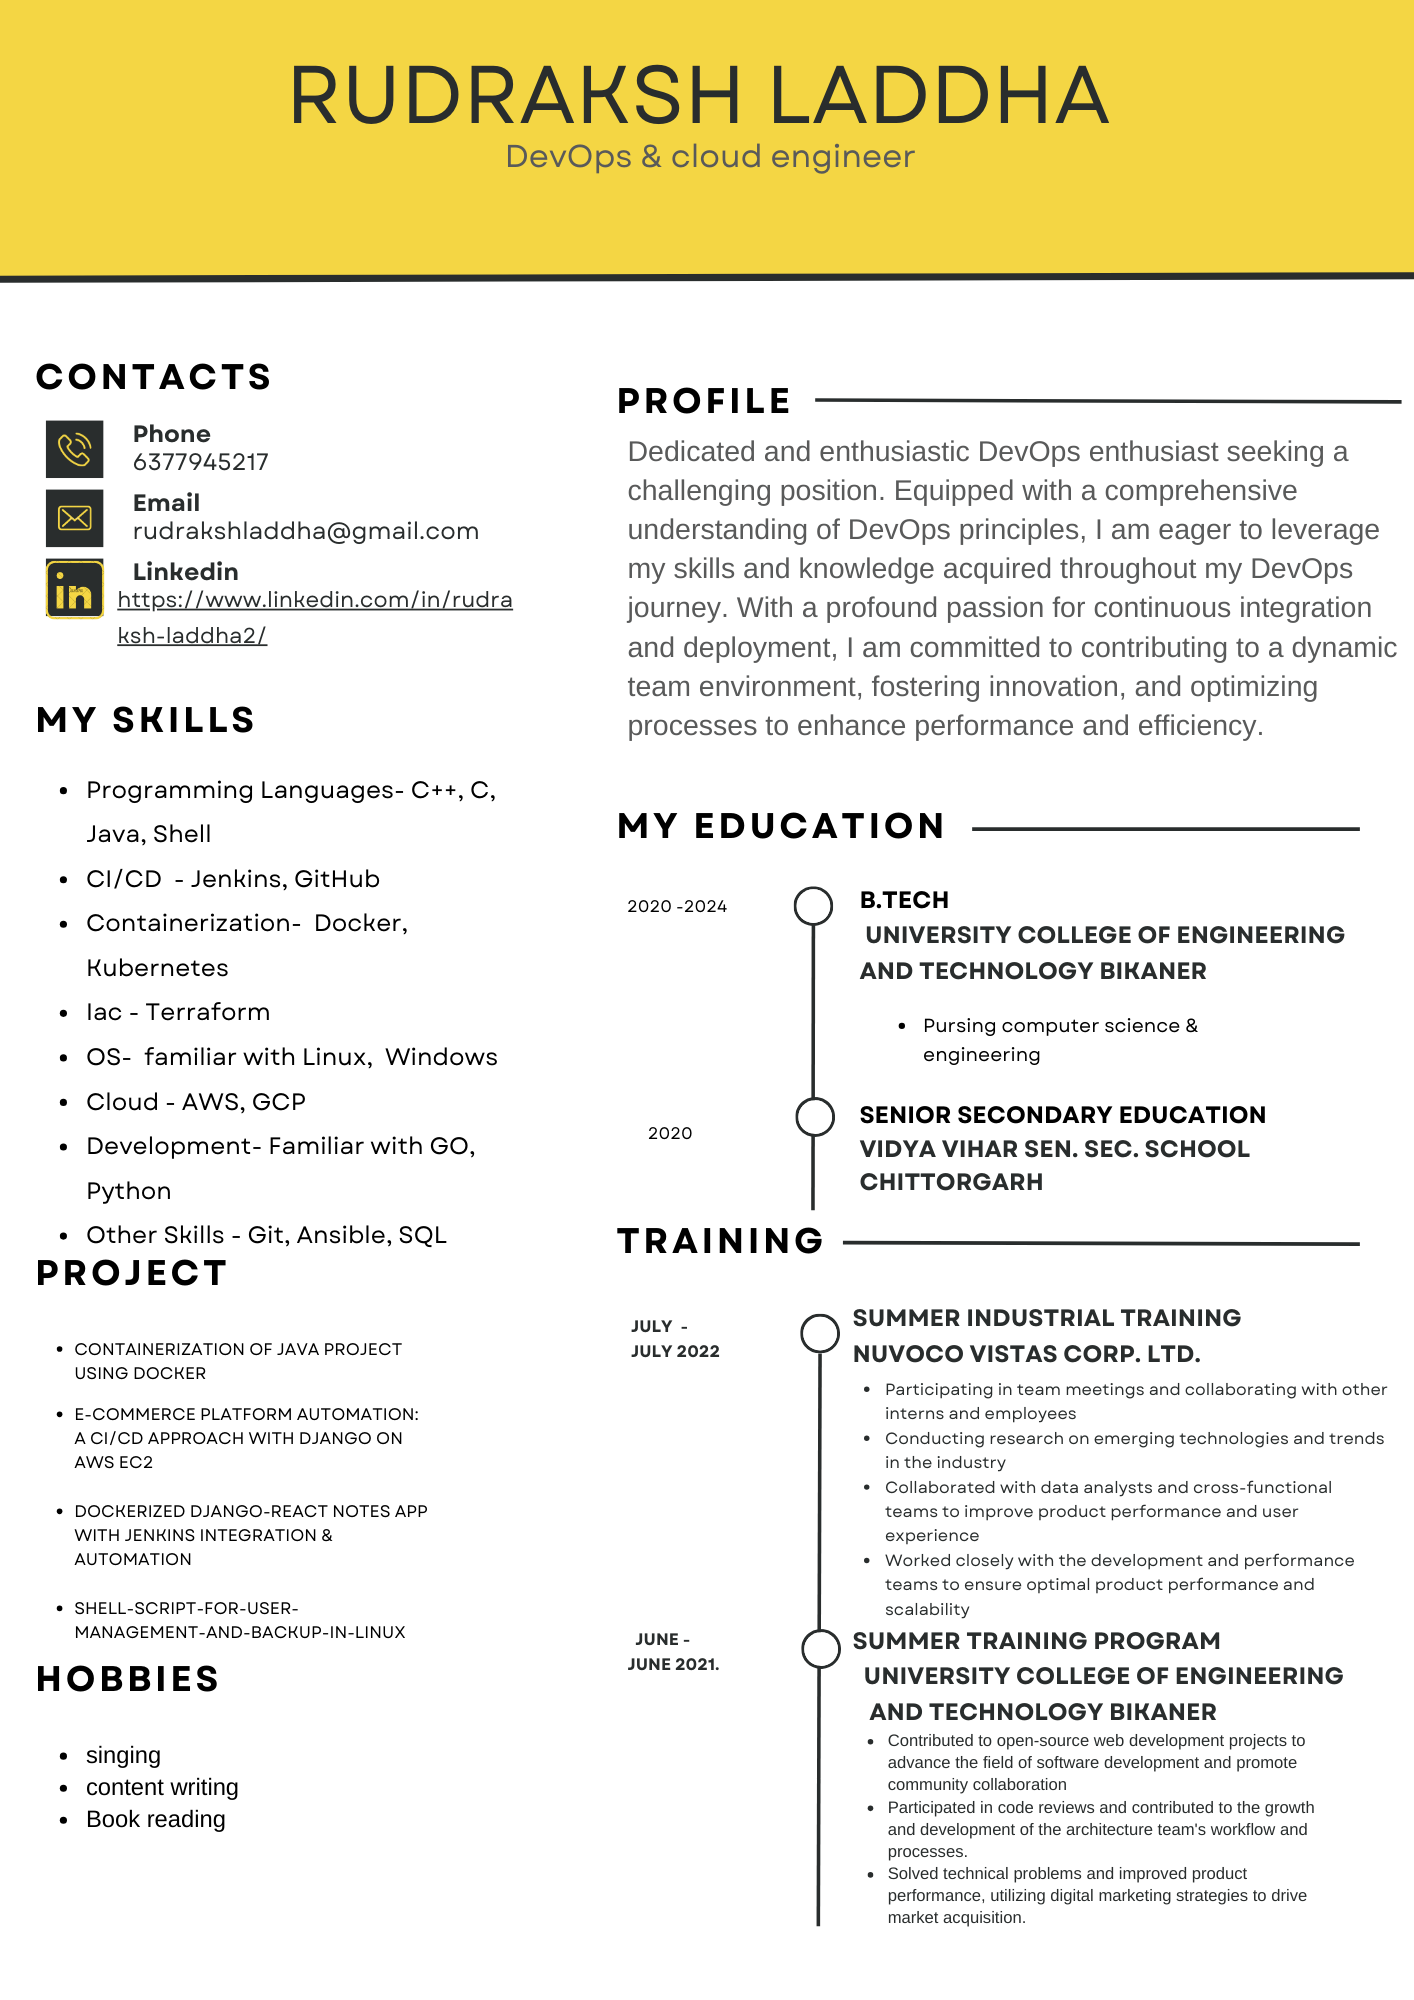 RUDRAKSH LADDHA
DevOps & cloud engineer
CONTACTS
Phone
6377945217
Email
rudrakshladdha@gmail.com
Linkedin
https://www.linkedin.com/in/rudra
ksh-laddha2/
MY SKILLS
• Programming Languages- C++, C,
Java, Shell
• CI/CD - Jenkins, GitHub
• Containerization- Docker,
Kubernetes
• Iac - Terraform
• OS- familiar with Linux, Windows
• Cloud - AWS, GCP
• Development- Familiar with GO,
Python
• Other Skills - Git, Ansible, SQL
PROJECT
• CONTAINERIZATION OF JAVA PROJECT
USING DOCKER
• E-COMMERCE PLATFORM AUTOMATION:
A CI/CD APPROACH WITH DJANGO ON
AWS EC2
• DOCKERIZED DJANGO-REACT NOTES APP
WITH JENKINS INTEGRATION &
AUTOMATION
• SHELL-SCRIPT-FOR-USER-
MANAGEMENT-AND-BACKUP-IN-LINUX
HOBBIES
• singing
• content writing
• Book reading
PROFILE
Dedicated and enthusiastic DevOps enthusiast seeking a
challenging position. Equipped with a comprehensive
understanding of DevOps principles, I am eager to leverage
my skills and knowledge acquired throughout my DevOps
journey. With a profound passion for continuous integration
and deployment, I am committed to contributing to a dynamic
team environment, fostering innovation, and optimizing
processes to enhance performance and efficiency.
MY EDUCATION
2020 -2024
B.TECH
UNIVERSITY COLLEGE OF ENGINEERING
AND TECHNOLOGY BIKANER
• Pursing computer science &
engineering
2020
SENIOR SECONDARY EDUCATION
VIDYA VIHAR SEN. SEC. SCHOOL
CHITTORGARH
TRAINING
JULY -
JULY 2022
SUMMER INDUSTRIAL TRAINING
NUVOCO VISTAS CORP. LTD.
• Participating in team meetings and collaborating with other
interns and employees
• Conducting research on emerging technologies and trends
in the industry
• Collaborated with data analysts and cross-functional
teams to improve product performance and user
experience
• Worked closely with the development and performance
teams to ensure optimal product performance and
scalability
JUNE -
JUNE 2021.
SUMMER TRAINING PROGRAM
UNIVERSITY COLLEGE OF ENGINEERING
AND TECHNOLOGY BIKANER
• Contributed to open-source web development projects to
advance the field of software development and promote
community collaboration
• Participated in code reviews and contributed to the growth
and development of the architecture team's workflow and
processes.
• Solved technical problems and improved product
performance, utilizing digital marketing strategies to drive
market acquisition.